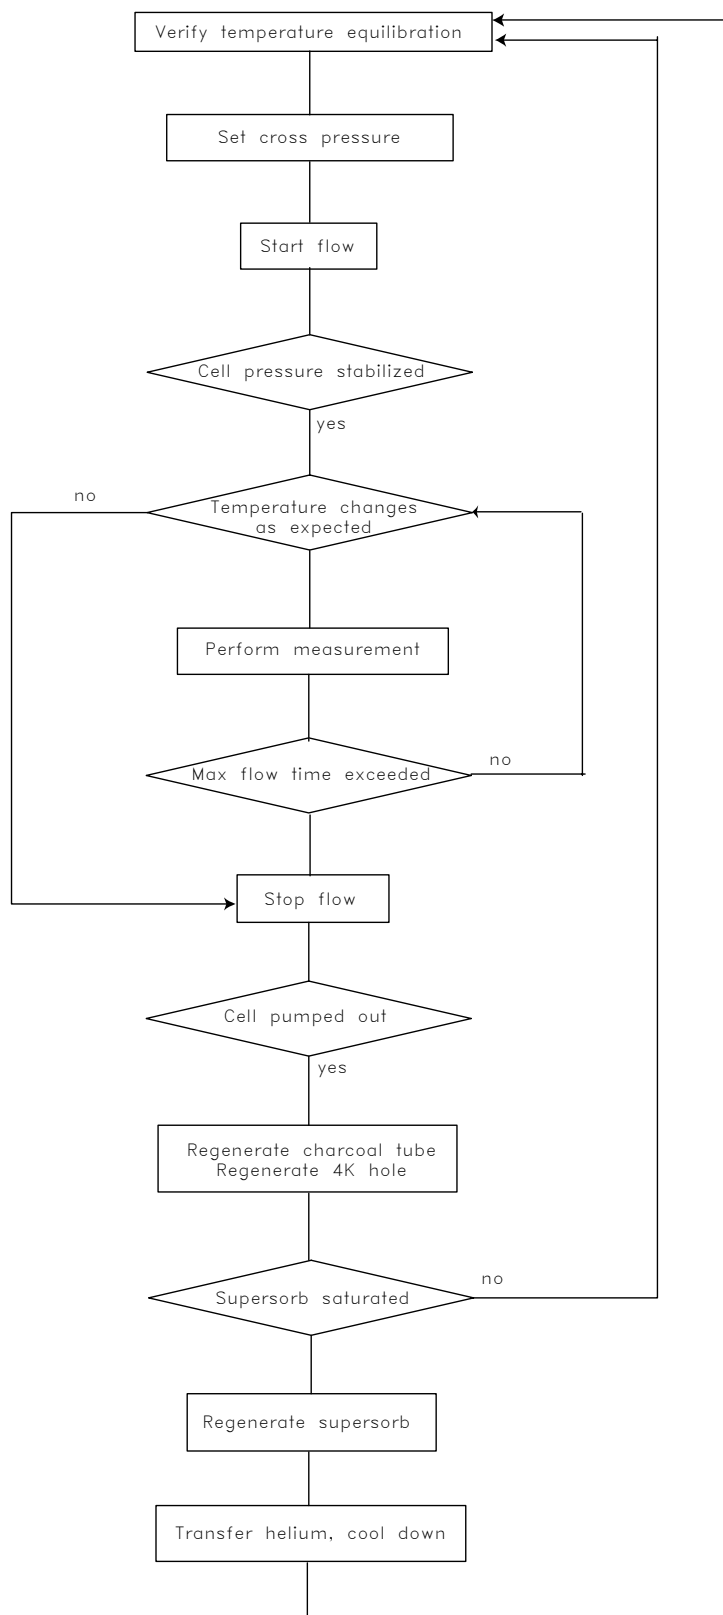 Verify temperature equilibration
Set cross pressure
Start flow
Cell pressure stabilized
yes
no
Temperature changes
as expected
Perform measurement
Max flow time exceeded
no
Stop flow
Cell pumped out
yes
Regenerate charcoal tube
Regenerate 4K hole
no
Supersorb saturated
Regenerate supersorb
Transfer helium, cool down